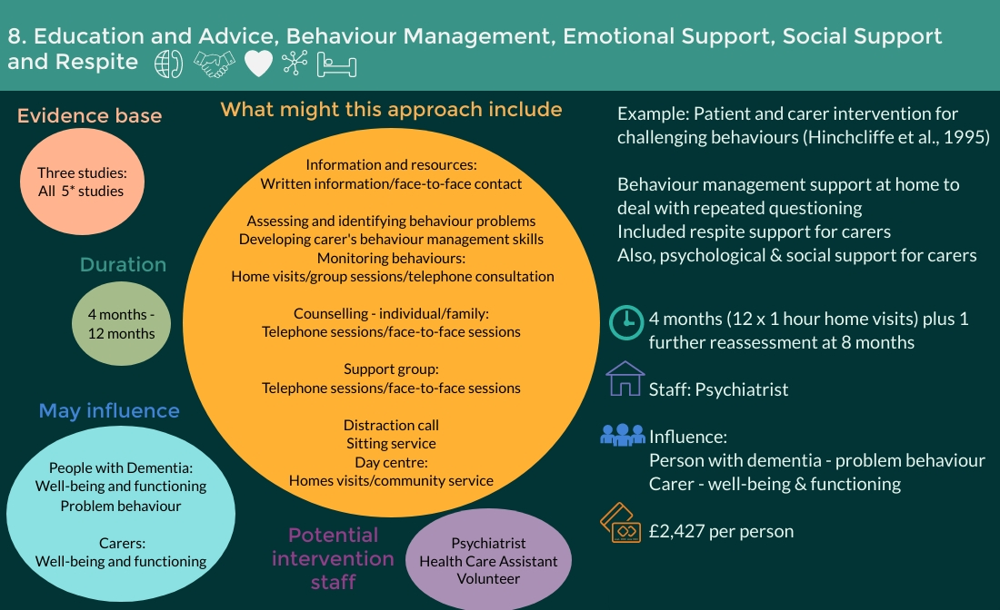 8. Education and Advice, Behaviour Management, Emotional Support, Social Support
and Respite
Evidence base
Three studies:
All 5* studies
Duration
4 months -
12 months
May influence
People with Dementia:
Well-being and functioning
Problem behaviour
Carers:
Well-being and functioning
What might this approach include
Information and resources:
Written information/face-to-face contact
Assessing and identifying behaviour problems
Developing carer's behaviour management skills
Monitoring behaviours:
Home visits/group sessions/telephone consultation
Counselling - individual/family:
Telephone sessions/face-to-face sessions
Support group:
Telephone sessions/face-to-face sessions
Distraction call
Sitting service
Day centre:
Homes visits/community service
Potential
intervention
staff
Psychiatrist
Health Care Assistant
Volunteer
Example: Patient and carer intervention for
challenging behaviours (Hinchcliffe et al., 1995)
Behaviour management support at home to
deal with repeated questioning
Included respite support for carers
Also, psychological & social support for carers
4 months (12 x 1 hour home visits) plus 1
further reassessment at 8 months
Staff: Psychiatrist
Influence:
Person with dementia - problem behaviour
Carer - well-being & functioning
£2,427 per person